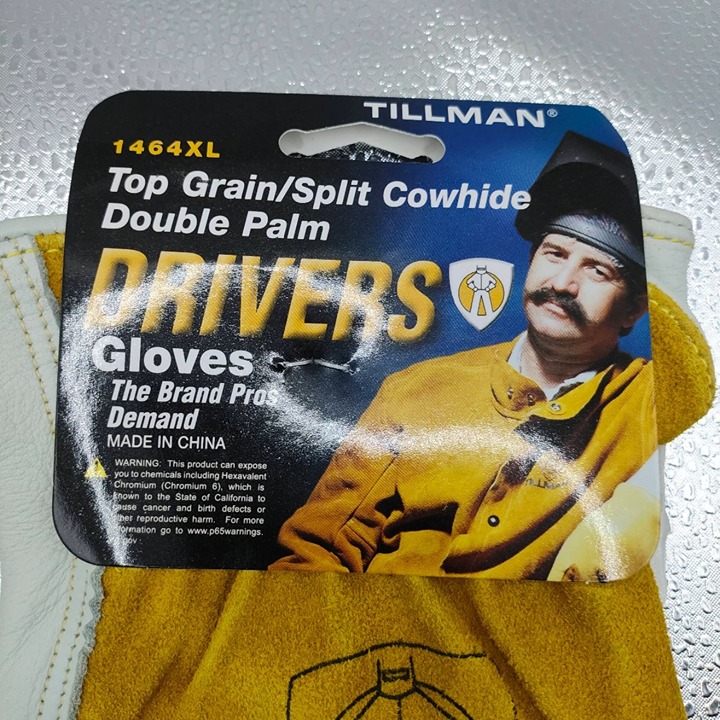 TILLMAN®
1464XL
Top Grain/Split Cowhide
Double Palm
DRIVERS
Gloves
The Brand Pros
Demand
MADE IN CHINA
WARNING: This product can expose
you to chemicals including Hexavalent
Chromium (Chromium 6), which is
known to the State of California to
cause cancer and birth defects or
other reproductive harm. For more
information go to www.p65warnings.
gov
TILLMAN